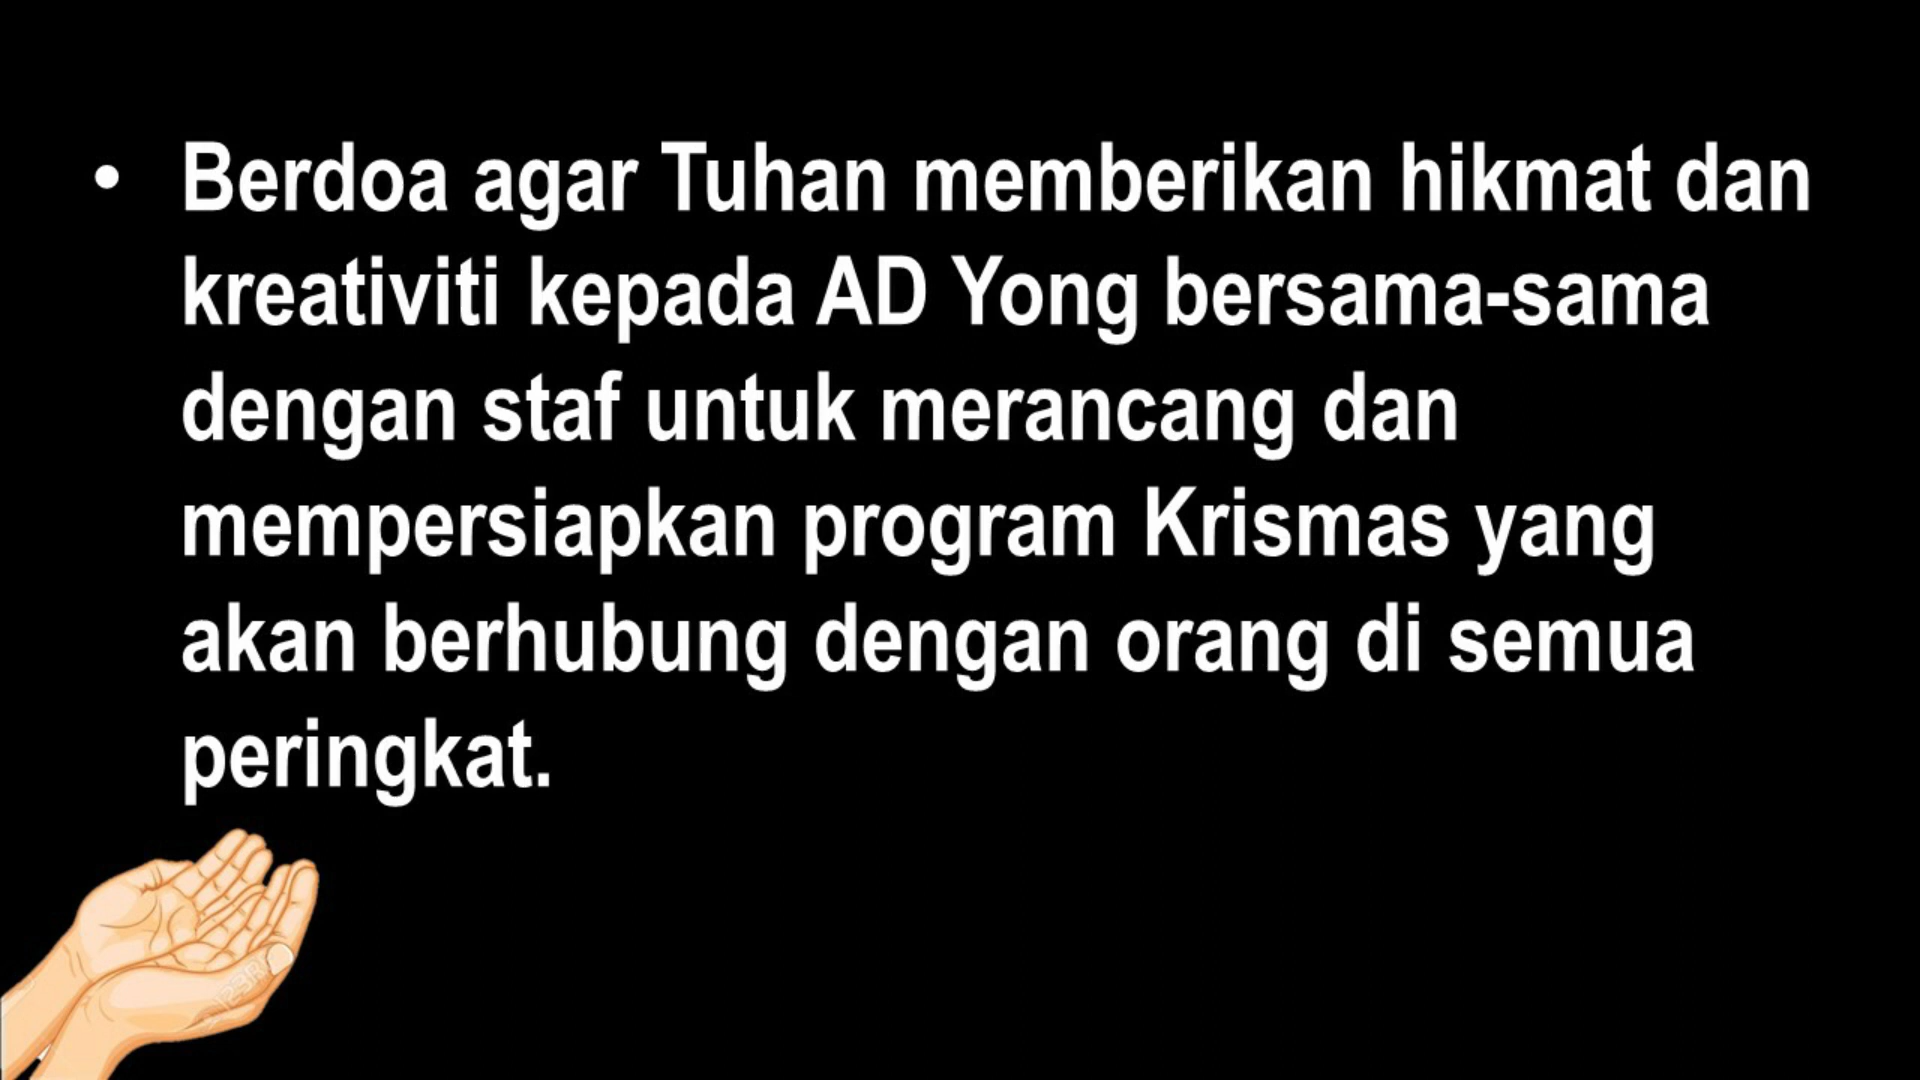 • Berdoa agar Tuhan memberikan hikmat dan
kreativiti kepada AD Yong bersama-sama
dengan staf untuk merancang dan
mempersiapkan program Krismas yang
akan berhubung dengan orang di semua
peringkat.